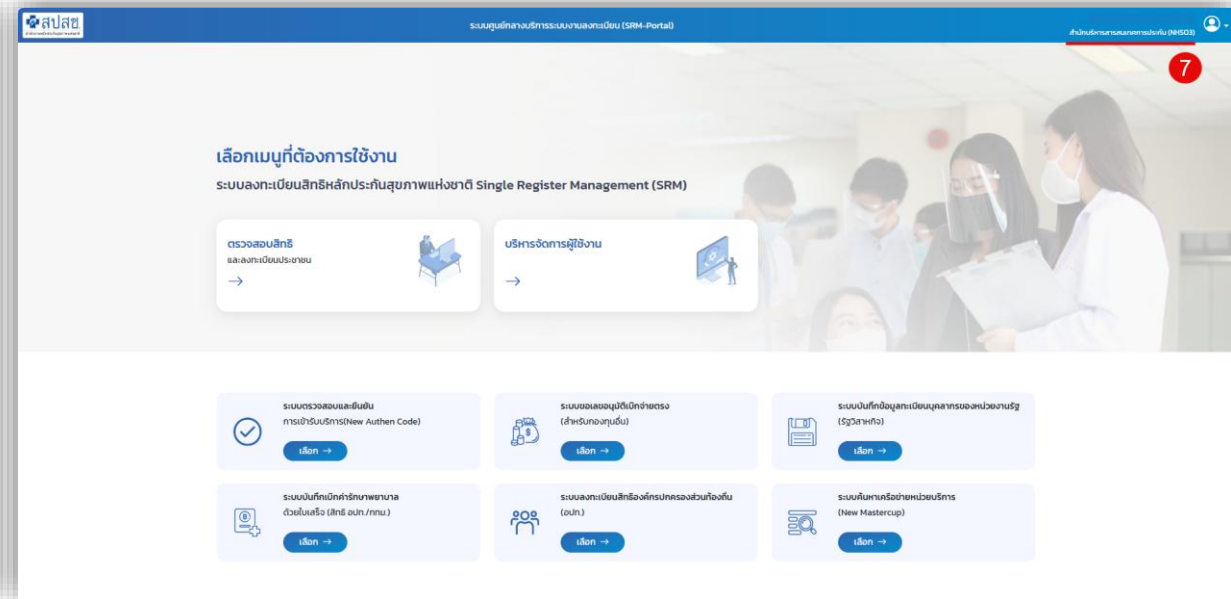 สปสช.
ระบบศูนย์กลางบริการระบบงานลงทะเบียน (SRM-Portal)
สำนักบริหารสารสนเทศการประกัน (NHSO3)
7
เลือกเมนูที่ต้องการใช้งาน
ระบบลงทะเบียนสิทธิหลักประกันสุขภาพแห่งชาติ Single Register Management (SRM)
ตรวจสอบสิทธิ
และลงทะเบียนประชาชน
บริหารจัดการผู้ใช้งาน
ระบบตรวจสอบและยืนยัน
การเข้ารับบริการ(New Authen Code)
เลือก →
ระบบขอเลขอนุมัติเบิกจ่ายตรง
(สำหรับกองทุนอื่น)
เลือก →
ระบบบันทึกข้อมูลทะเบียนบุคลากรของหน่วยงานรัฐ
(รัฐวิสาหกิจ)
เลือก →
ระบบบันทึกเบิกค่ารักษาพยาบาล
ด้วยใบเสร็จ (สิทธิ อปท./กทม.)
เลือก →
ระบบลงทะเบียนสิทธิองค์กรปกครองส่วนท้องถิ่น
(อปท.)
เลือก →
ระบบค้นหาเครือข่ายหน่วยบริการ
(New Mastercup)
เลือก →